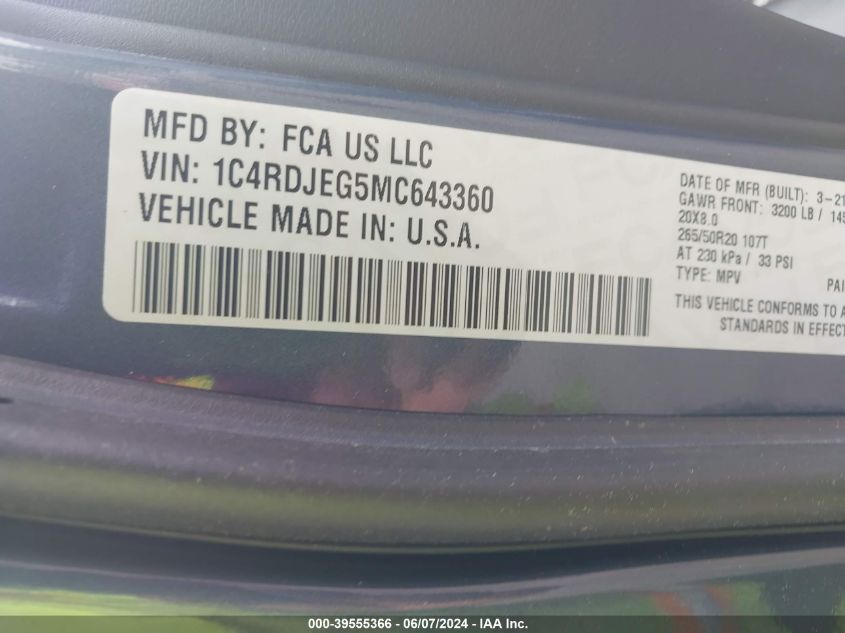 MFD BY: FCA US LLC
VIN: 1C4RDJEG5MC643360
VEHICLE MADE IN: U.S.A.
DATE OF MFR (BUILT): 3-21
GAWR FRONT: 3200 LB / 145
20X8.0
265/50R20 107T
AT 230 kPa / 33 PSI
TYPE: MPV
PAI
THIS VEHICLE CONFORMS TO A
STANDARDS IN EFFECT
000-39555366 - 06/07/2024 - IAA Inc.